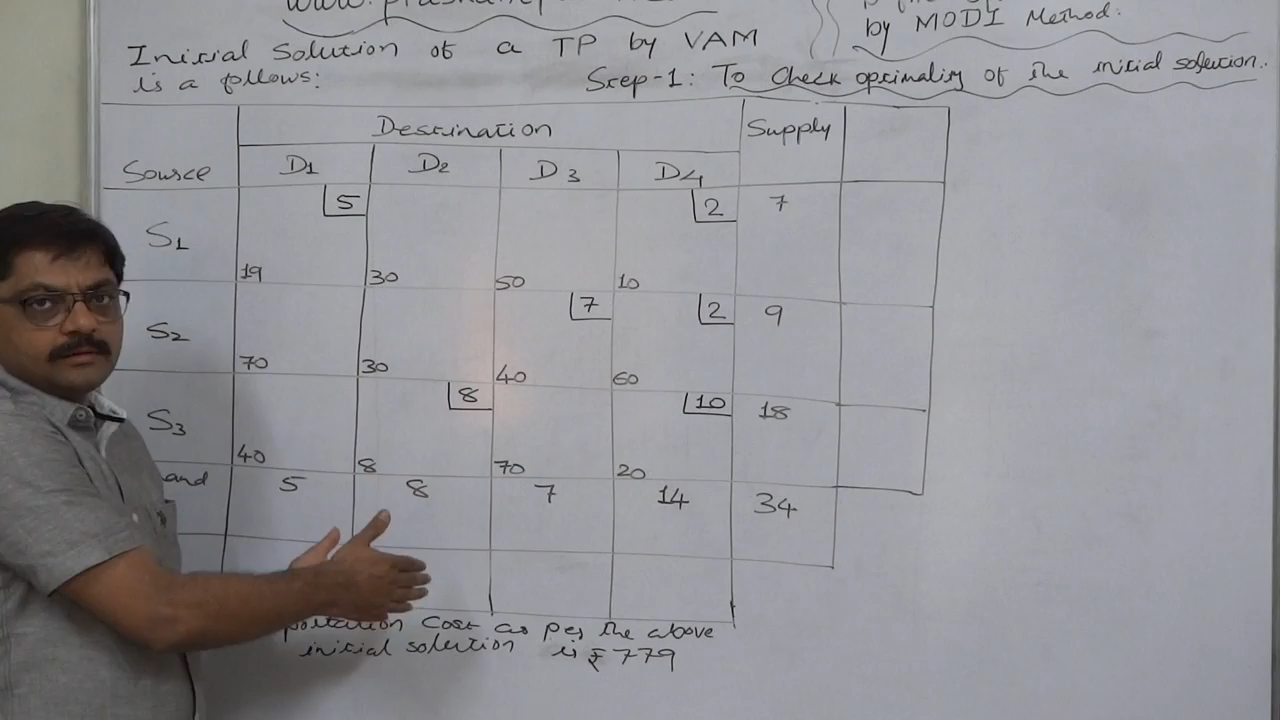 by MODI Method.
Initial Solution of a TP by VAM
is a follows:
Step-1: To Check optimality of the initial solution..
Destination Supply
Source D1 D2 D3 D4
5 2 7
S1
19 30 50 10
7 2 9
S2
70 30 40 60
8 10 18
S3
40 8 70 20
and 5 8 7 14 34
portation Cost as per the above
initial solution is ₹779